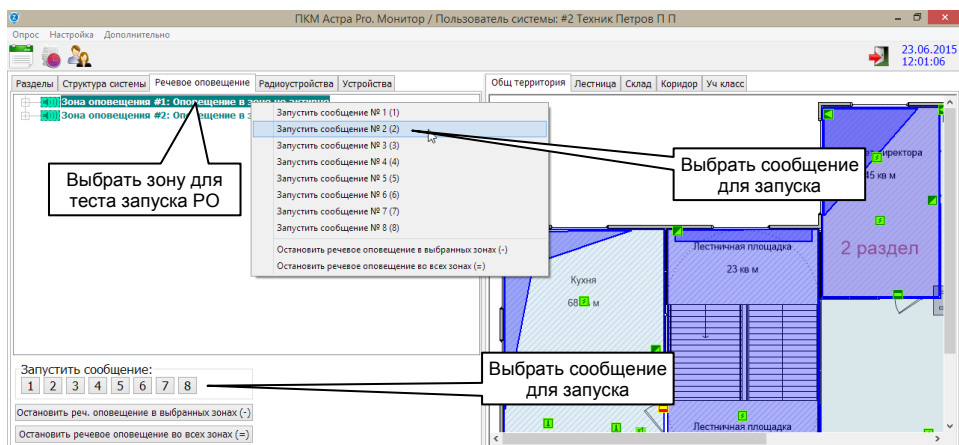 ПКМ Астра Pro. Монитор / Пользователь системы: #2 Техник Петров П П
Опрос Настройка Дополнительно
23.06.2015
12:01:06
Разделы Структура системы Речевое оповещение Радиоустройства Устройства
Общ территория Лестница Склад Коридор Уч класс
Зона оповещения #1: Оповещение в
Зона оповещения #2: Оповещение в з
Запустить сообщение № 1 (1)
Запустить сообщение № 2 (2)
Запустить сообщение № 3 (3)
Запустить сообщение № 4 (4)
Запустить сообщение № 5 (5)
Запустить сообщение № 6 (6)
Запустить сообщение № 7 (7)
Запустить сообщение № 8 (8)
Остановить речевое оповещение в выбранных зонах (-)
Остановить речевое оповещение во всех зонах (=)
Выбрать зону для
теста запуска РО
Выбрать сообщение
для запуска
ректора
45 кв м
2 раздел
Лестничная площадка
23 кв м
Кухня
68 м
Выбрать сообщение
для запуска
Запустить сообщение:
1 2 3 4 5 6 7 8
Остановить реч. оповещение в выбранных зонах (-)
Остановить речевое оповещение во всех зонах (=)
Лестничная площадка